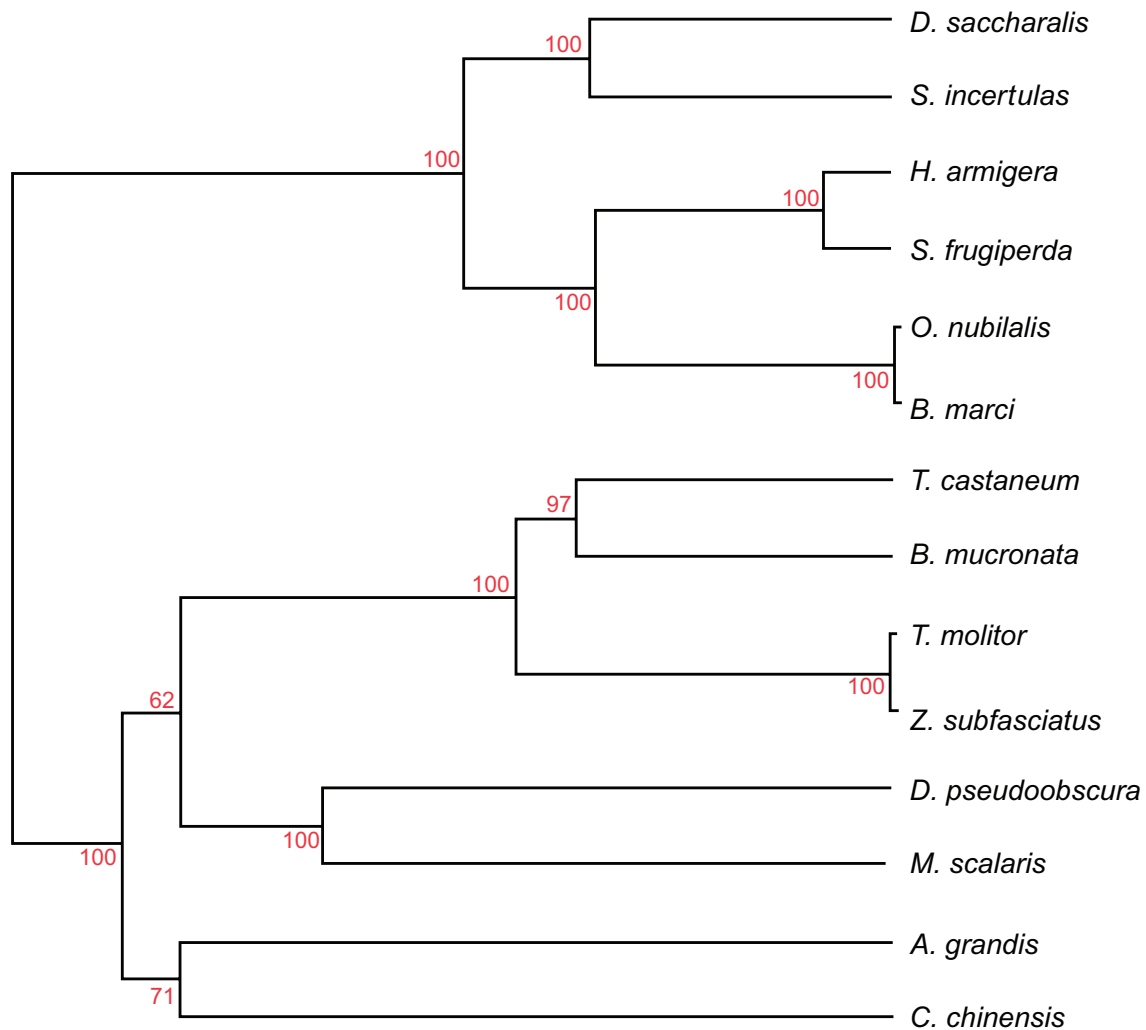 D. saccharalis
100
S. incertulas
100
H. armigera
100
S. frugiperda
100
O. nubilalis
100
B. marci
T. castaneum
97
B. mucronata
100
T. molitor
100
Z. subfasciatus
62
D. pseudoobscura
100
M. scalaris
100
A. grandis
71
C. chinensis